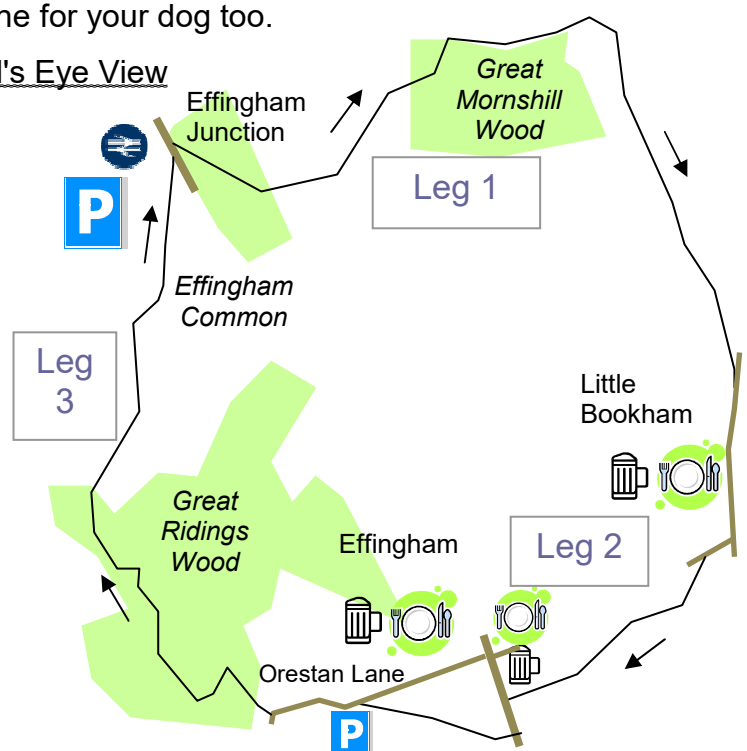 ne for your dog too.
l's Eye View
Effingham
Junction
Great
Mornshill
Wood
Leg 1
P
Effingham
Common
Leg
3
Little
Bookham
Great
Ridings
Wood
Effingham
Leg 2
Orestan Lane
P